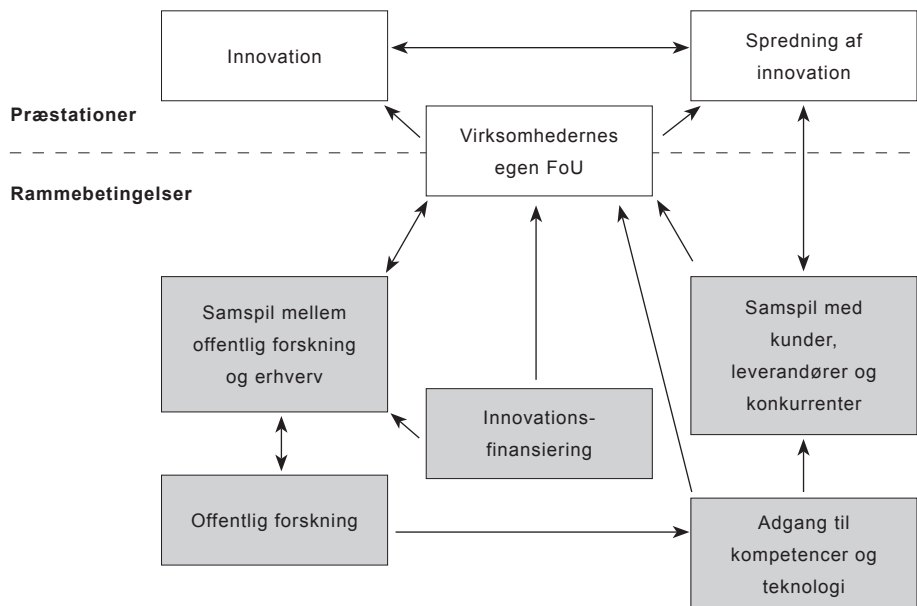 Innovation
Spredning af
innovation
Præstationer
Virksomhedernes
egen FoU
Rammebetingelser
Samspil mellem
offentlig forskning
og erhverv
Samspil med
kunder,
leverandører og
konkurrenter
Innovations-
finansiering
Offentlig forskning
Adgang til
kompetencer og
teknologi